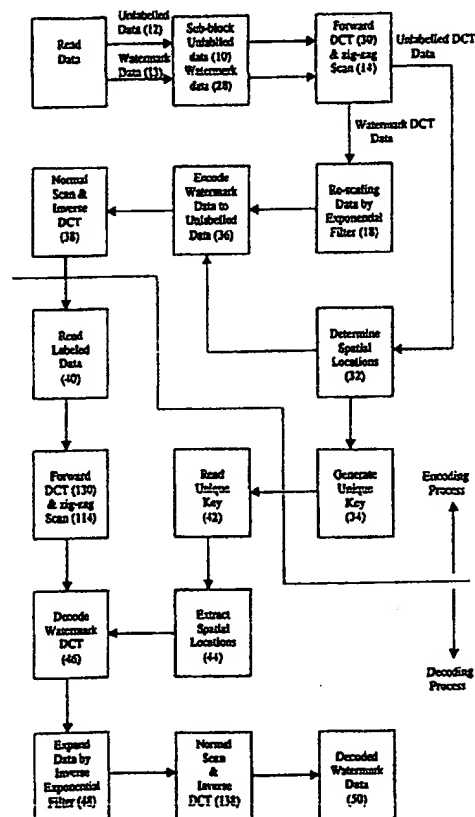 Read
Data
Unlabelled
Data (12)
Watermark
Data (13)
Sub-block
Unlabelled
data (10)
Watermark
data (28)
Forward
DCT (30)
& zig-zag
Scan (14)
Unlabelled DCT
Data
Watermark DCT
Data
Normal
Scan &
Inverse
DCT
(38)
Encode
Watermark
Data to
Unlabelled
Data (36)
Re-scaling
Data by
Exponential
Filter (18)
Read
Labeled
Data
(40)
Determine
Spatial
Locations
(32)
Forward
DCT (130)
& zig-zag
Scan (114)
Read
Unique
Key
(42)
Generate
Unique
Key
(34)
Encoding
Process
Decode
Watermark
DCT
(46)
Extract
Spatial
Locations
(44)
Decoding
Process
Expand
Data by
Inverse
Exponential
Filter (48)
Normal
Scan
&
Inverse
DCT (138)
Decoded
Watermark
Data
(50)